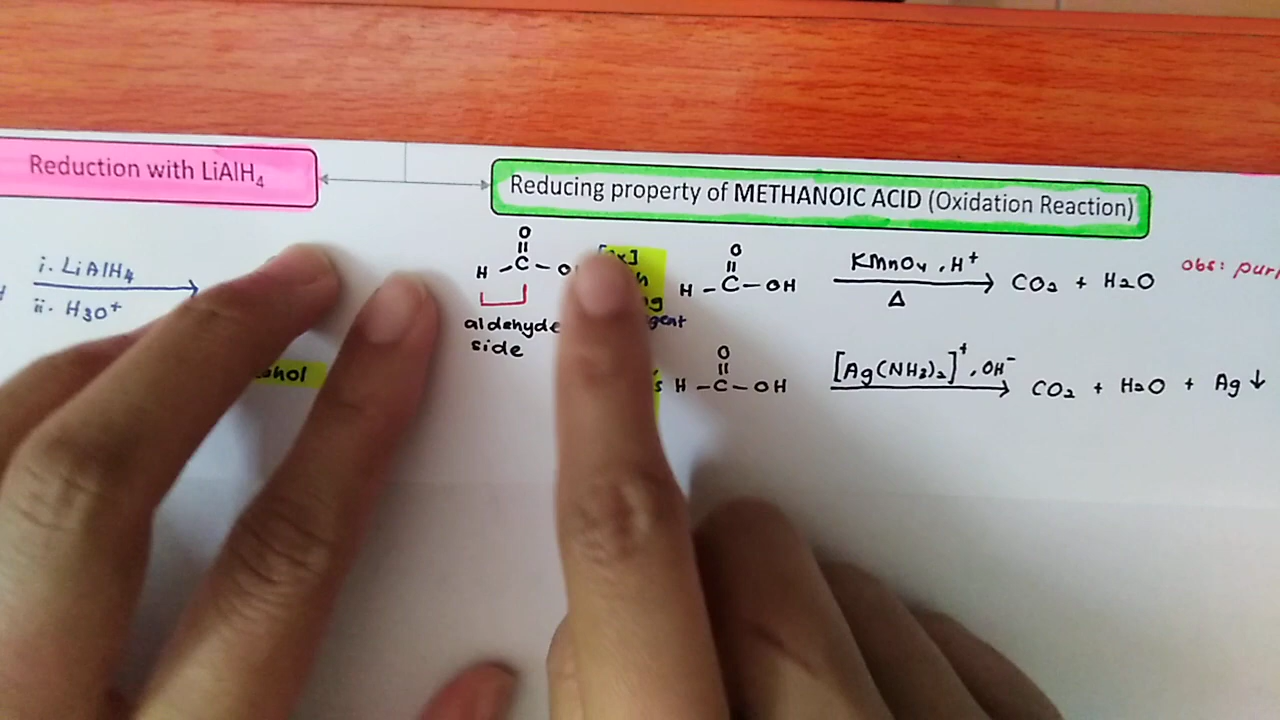 Reduction with LiAlH4
Reducing property of METHANOIC ACID (Oxidation Reaction)
i. LiAlH4
ii. H3O+
O
H - C - O
aldehyde
side
O
H - C - OH
KMnO4 , H+
Δ
CO2 + H2O
obs:
O
H - C - OH
[Ag(NH3)2]+ , OH-
CO2 + H2O + Ag ↓